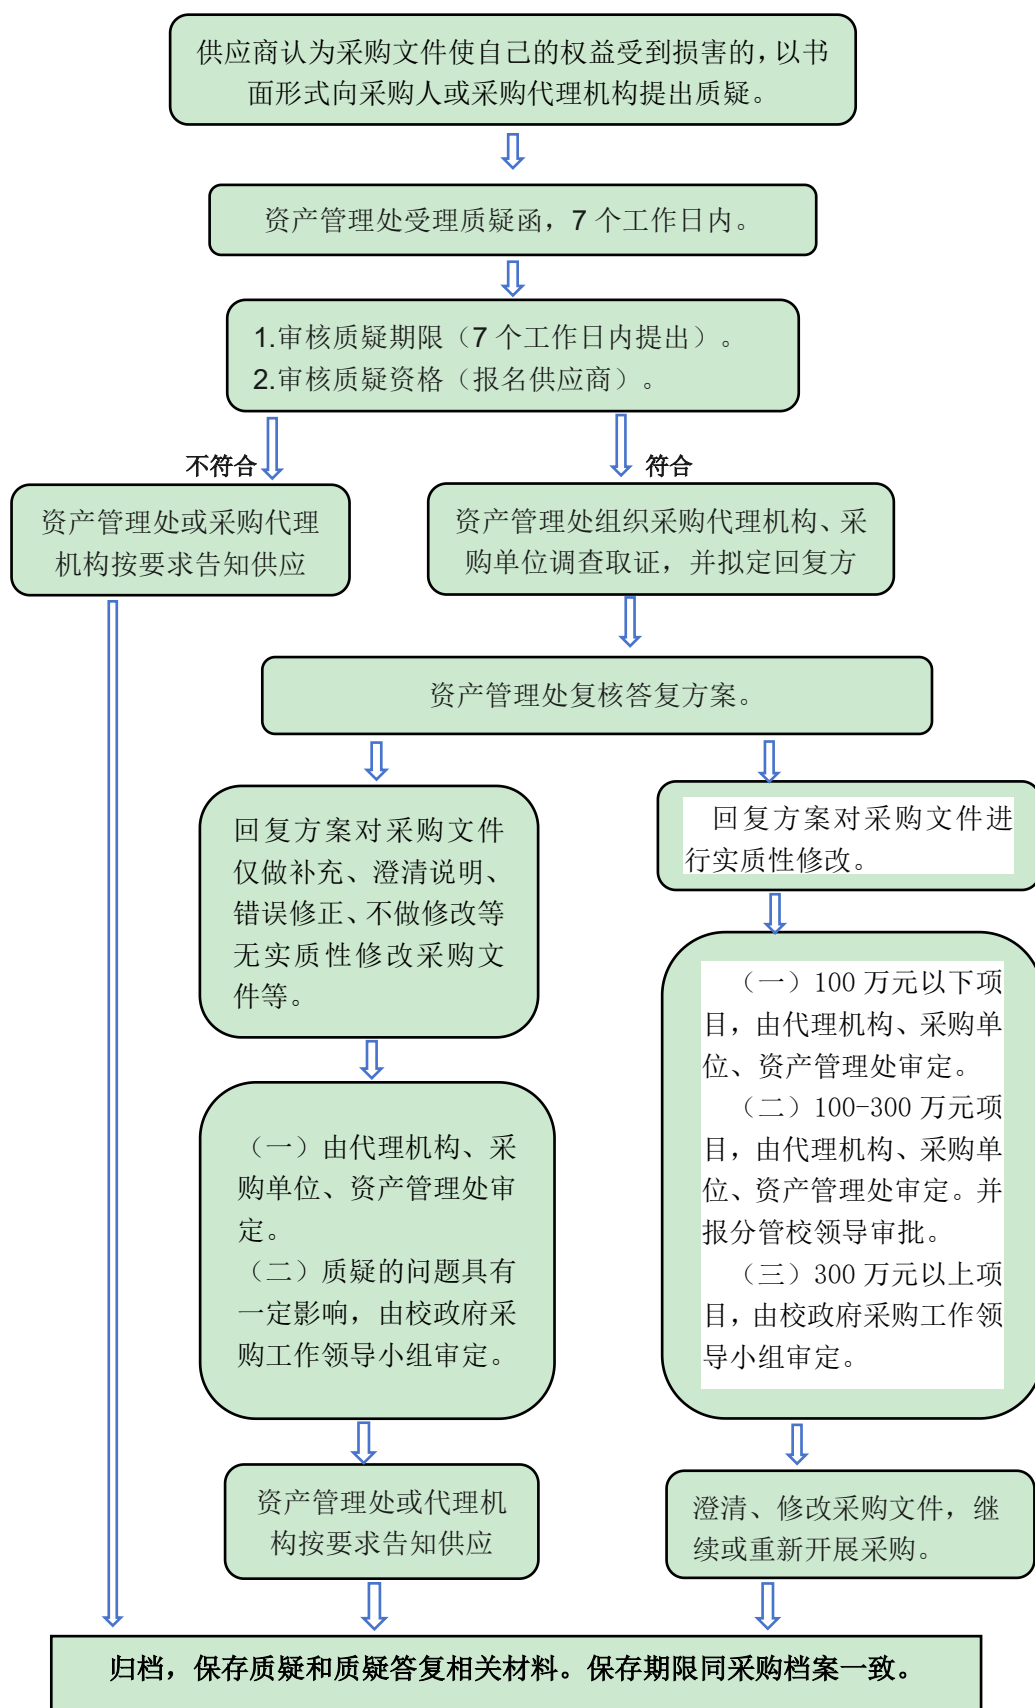 供应商认为采购文件使自己的权益受到损害的，以书
面形式向采购人或采购代理机构提出质疑。
资产管理处受理质疑函，7 个工作日内。
1.审核质疑期限（7 个工作日内提出）。
2.审核质疑资格（报名供应商）。
不符合
符合
资产管理处或采购代理
机构按要求告知供应
资产管理处组织采购代理机构、采
购单位调查取证，并拟定回复方
资产管理处复核答复方案。
回复方案对采购文件
仅做补充、澄清说明、
错误修正、不做修改等
无实质性修改采购文
件等。
回复方案对采购文件进
行实质性修改。
（一）由代理机构、采
购单位、资产管理处审
定。
（二）质疑的问题具有
一定影响，由校政府采
购工作领导小组审定。
（一）100 万元以下项
目，由代理机构、采购单
位、资产管理处审定。
（二）100-300 万元项
目，由代理机构、采购单
位、资产管理处审定。并
报分管校领导审批。
（三）300 万元以上项
目，由校政府采购工作领
导小组审定。
资产管理处或代理机
构按要求告知供应
澄清、修改采购文件，继
续或重新开展采购。
归档，保存质疑和质疑答复相关材料。保存期限同采购档案一致。